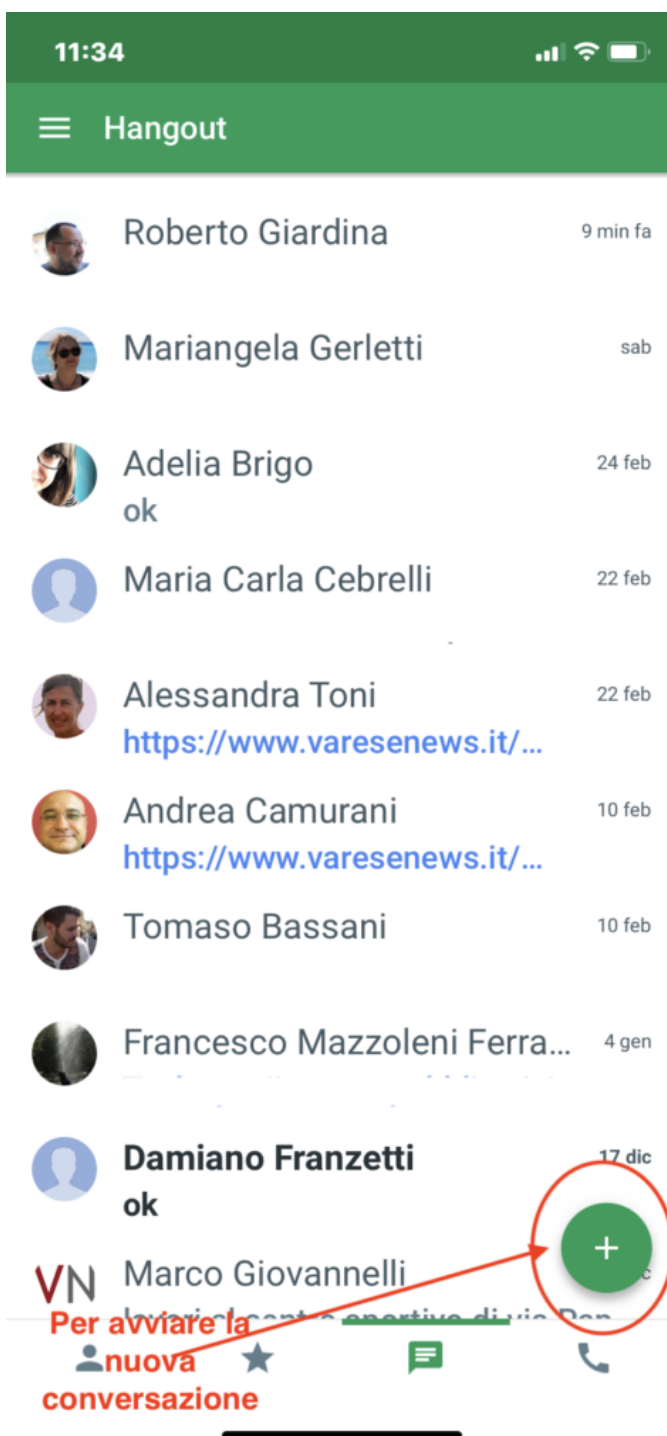 11:34
Hangout
Roberto Giardina
9 min fa
Mariangela Gerletti
sab
Adelia Brigo
24 feb
ok
Maria Carla Cebrelli
22 feb
Alessandra Toni
22 feb
https://www.varesenews.it/...
Andrea Camurani
10 feb
https://www.varesenews.it/...
Tomaso Bassani
10 feb
Francesco Mazzoleni Ferra...
4 gen
Damiano Franzetti
17 dic
ok
+
VN
Marco Giovannelli
sportivo di via
Per avviare la
nuova
conversazione